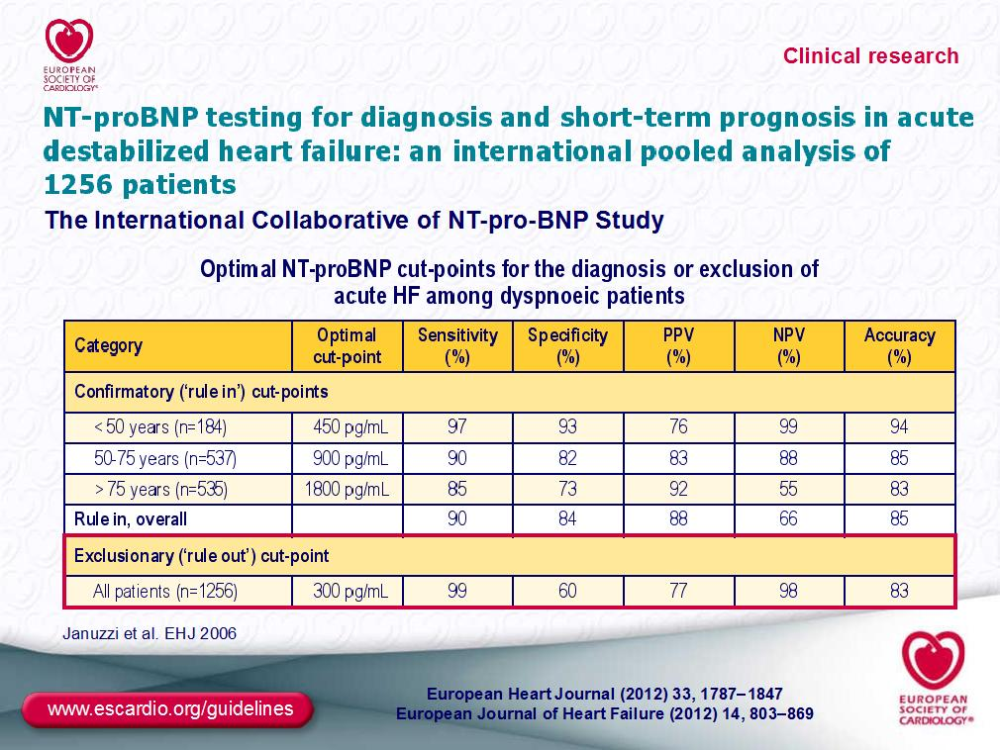 EUROPEAN
SOCIETY OF
CARDIOLOGY®
Clinical research
NT-proBNP testing for diagnosis and short-term prognosis in acute
destabilized heart failure: an international pooled analysis of
1256 patients
The International Collaborative of NT-pro-BNP Study
Optimal NT-proBNP cut-points for the diagnosis or exclusion of
acute HF among dyspnoeic patients
Category Optimal cut-point Sensitivity (%) Specificity (%) PPV (%) NPV (%) Accuracy (%)
Confirmatory (‘rule in’) cut-points
< 50 years (n=184) 450 pg/mL 97 93 76 99 94
50-75 years (n=537) 900 pg/mL 90 82 83 88 85
> 75 years (n=535) 1800 pg/mL 85 73 92 55 83
Rule in, overall 90 84 88 66 85
Exclusionary (‘rule out’) cut-point
All patients (n=1256) 300 pg/mL 99 60 77 98 83
Januzzi et al. EHJ 2006
www.escardio.org/guidelines
European Heart Journal (2012) 33, 1787–1847
European Journal of Heart Failure (2012) 14, 803–869
EUROPEAN
SOCIETY OF
CARDIOLOGY®